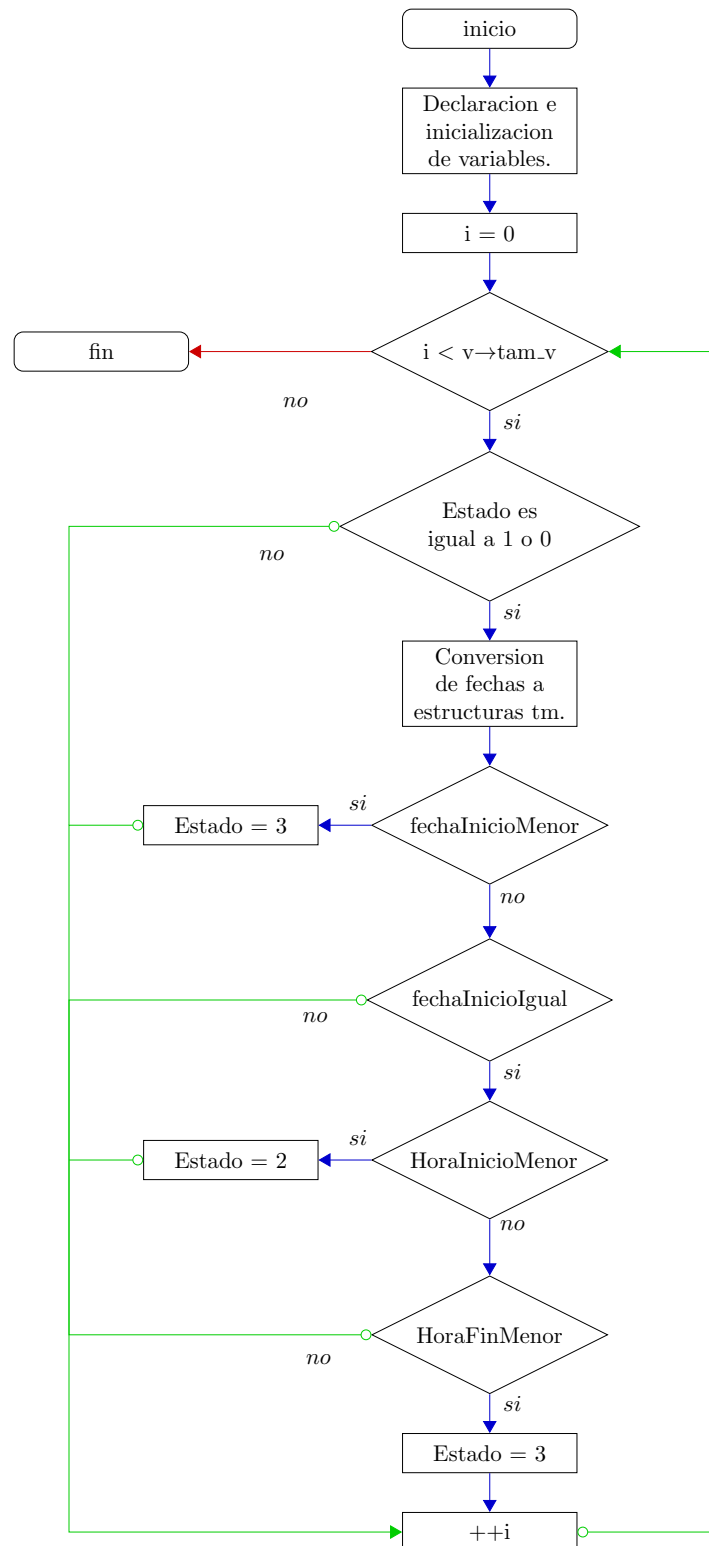 inicio
Declaracion e
inicializacion
de variables.
i = 0
fin
i < v→tam_v
no
si
Estado es
igual a 1 o 0
no
si
Conversion
de fechas a
estructuras tm.
Estado = 3
si
fechaInicioMenor
no
fechaInicioIgual
no
si
Estado = 2
si
HoraInicioMenor
no
HoraFinMenor
no
si
Estado = 3
++i